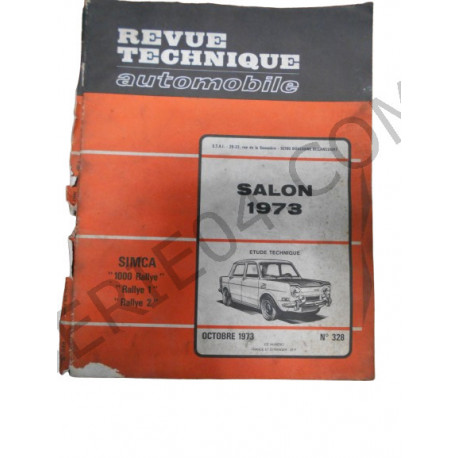 REVUE
TECHNIQUE
automobile
SALON
1973
ETUDE TECHNIQUE
SIMCA
"1000 Rallye"
"Rallye 1"
"Rallye 2"
OCTOBRE 1973
N° 328